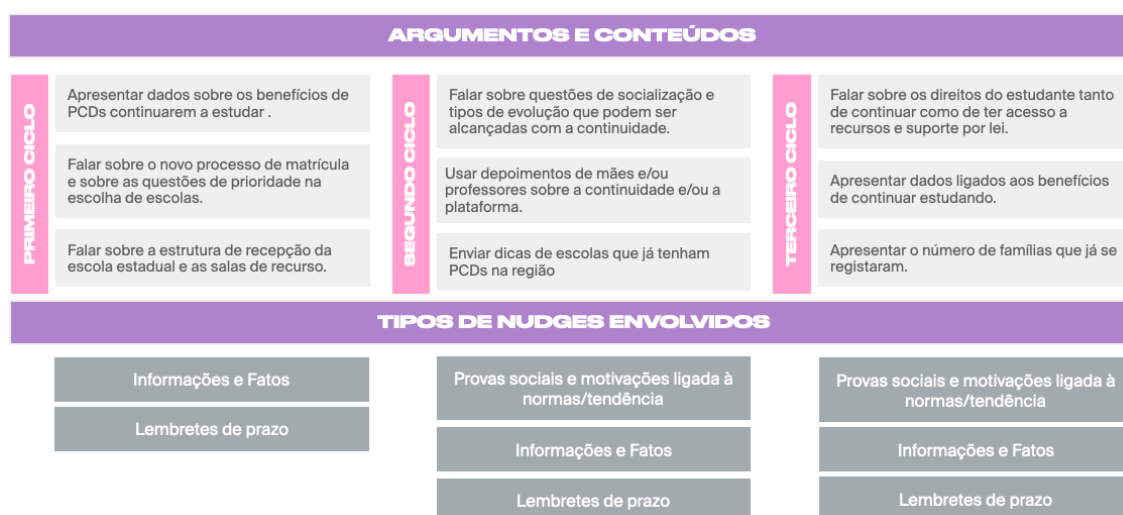 ARGUMENTOS E CONTEÚDOS
PRIMEIRO CICLO
Apresentar dados sobre os benefícios de
PCDs continuarem a estudar .
Falar sobre o novo processo de matrícula
e sobre as questões de prioridade na
escolha de escolas.
Falar sobre a estrutura de recepção da
escola estadual e as salas de recurso.
SEGUNDO CICLO
Falar sobre questões de socialização e
tipos de evolução que podem ser
alcançadas com a continuidade.
Usar depoimentos de mães e/ou
professores sobre a continuidade e/ou a
plataforma.
Enviar dicas de escolas que já tenham
PCDs na região
TERCEIRO CICLO
Falar sobre os direitos do estudante tanto
de continuar como de ter acesso a
recursos e suporte por lei.
Apresentar dados ligados aos benefícios
de continuar estudando.
Apresentar o número de famílias que já se
registaram.
TIPOS DE NUDGES ENVOLVIDOS
Informações e Fatos
Lembretes de prazo
Provas sociais e motivações ligada à
normas/tendência
Informações e Fatos
Lembretes de prazo
Provas sociais e motivações ligada à
normas/tendência
Informações e Fatos
Lembretes de prazo